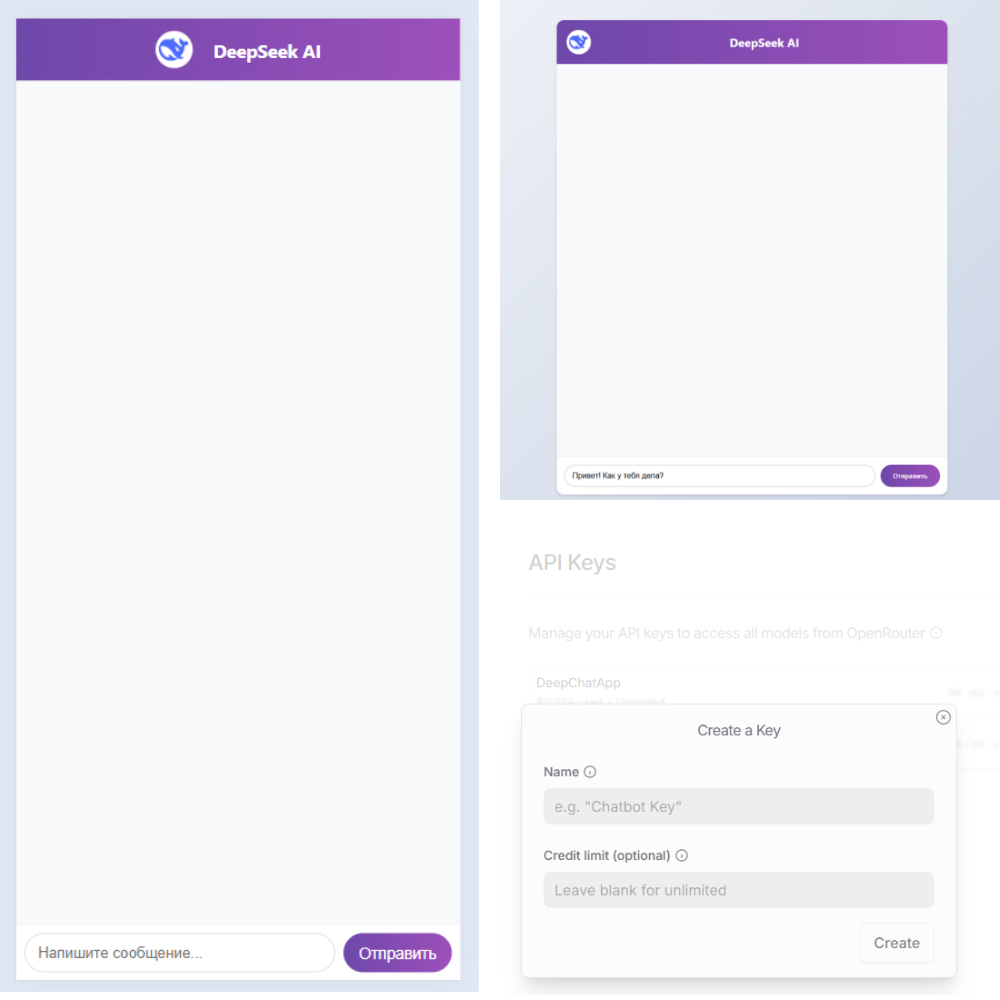 DeepSeek AI
Напишите сообщение...
Отправить
DeepSeek AI
Привет! Как у тебя дела?
Отправить
API Keys
Manage your API keys to access all models from OpenRouter
DeepChatApp
Create a Key
Name
e.g. "Chatbot Key"
Credit limit (optional)
Leave blank for unlimited
Create